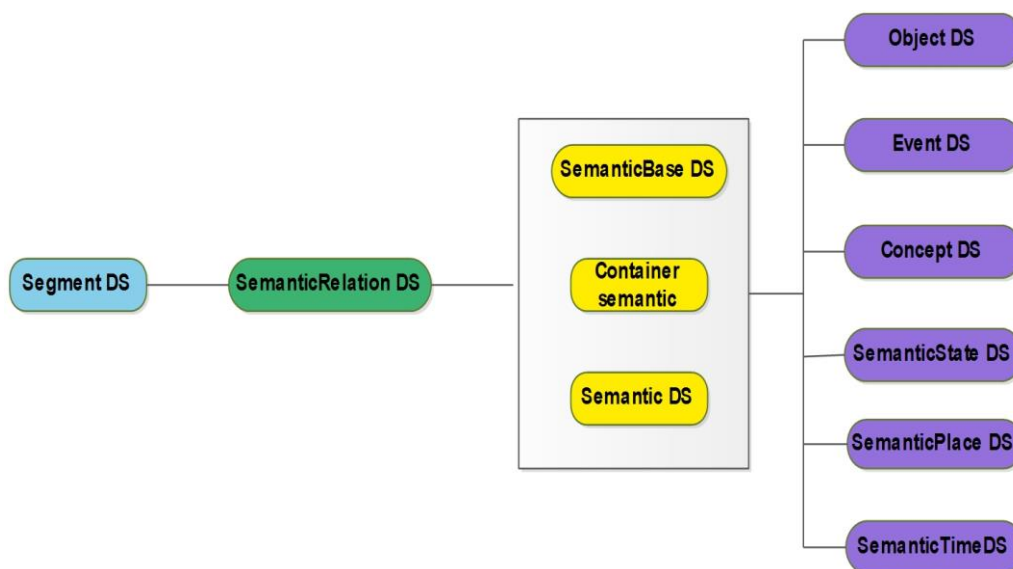 Segment DS
SemanticRelation DS
SemanticBase DS
Container
semantic
Semantic DS
Object DS
Event DS
Concept DS
SemanticState DS
SemanticPlace DS
SemanticTimeDS